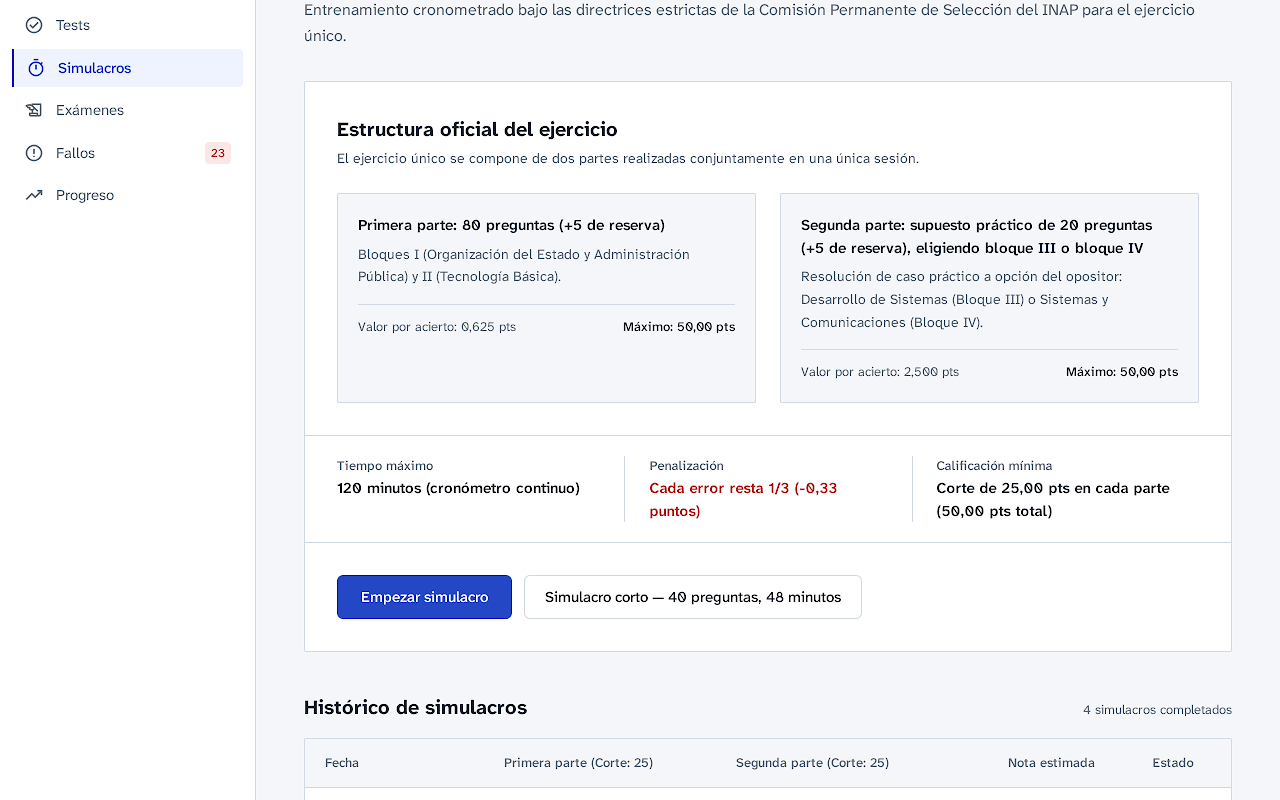 Tests
Simulacros
Exámenes
Fallos
23
Progreso
Entrenamiento cronometrado bajo las directrices estrictas de la Comisión Permanente de Selección del INAP para el ejercicio
único.
Estructura oficial del ejercicio
El ejercicio único se compone de dos partes realizadas conjuntamente en una única sesión.
Primera parte: 80 preguntas (+5 de reserva)
Bloques I (Organización del Estado y Administración
Pública) y II (Tecnología Básica).
Valor por acierto: 0,625 pts
Máximo: 50,00 pts
Segunda parte: supuesto práctico de 20 preguntas
(+5 de reserva), eligiendo bloque III o bloque IV
Resolución de caso práctico a opción del opositor:
Desarrollo de Sistemas (Bloque III) o Sistemas y
Comunicaciones (Bloque IV).
Valor por acierto: 2,500 pts
Máximo: 50,00 pts
Tiempo máximo
120 minutos (cronómetro continuo)
Penalización
Cada error resta 1/3 (-0,33
puntos)
Calificación mínima
Corte de 25,00 pts en cada parte
(50,00 pts total)
Empezar simulacro
Simulacro corto — 40 preguntas, 48 minutos
Histórico de simulacros
4 simulacros completados
Fecha
Primera parte (Corte: 25)
Segunda parte (Corte: 25)
Nota estimada
Estado